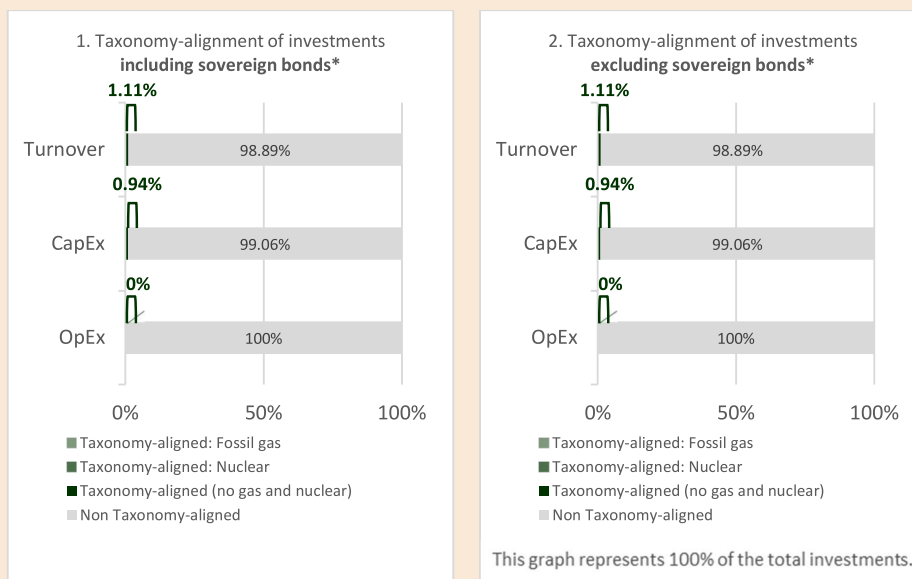 1. Taxonomy-alignment of investments
including sovereign bonds*
1.11%
Turnover
98.89%
0.94%
CapEx
99.06%
0%
OpEx
100%
0% 50% 100%
Taxonomy-aligned: Fossil gas
Taxonomy-aligned: Nuclear
Taxonomy-aligned (no gas and nuclear)
Non Taxonomy-aligned
2. Taxonomy-alignment of investments
excluding sovereign bonds*
1.11%
Turnover
98.89%
0.94%
CapEx
99.06%
0%
OpEx
100%
0% 50% 100%
Taxonomy-aligned: Fossil gas
Taxonomy-aligned: Nuclear
Taxonomy-aligned (no gas and nuclear)
Non Taxonomy-aligned
This graph represents 100% of the total investments.